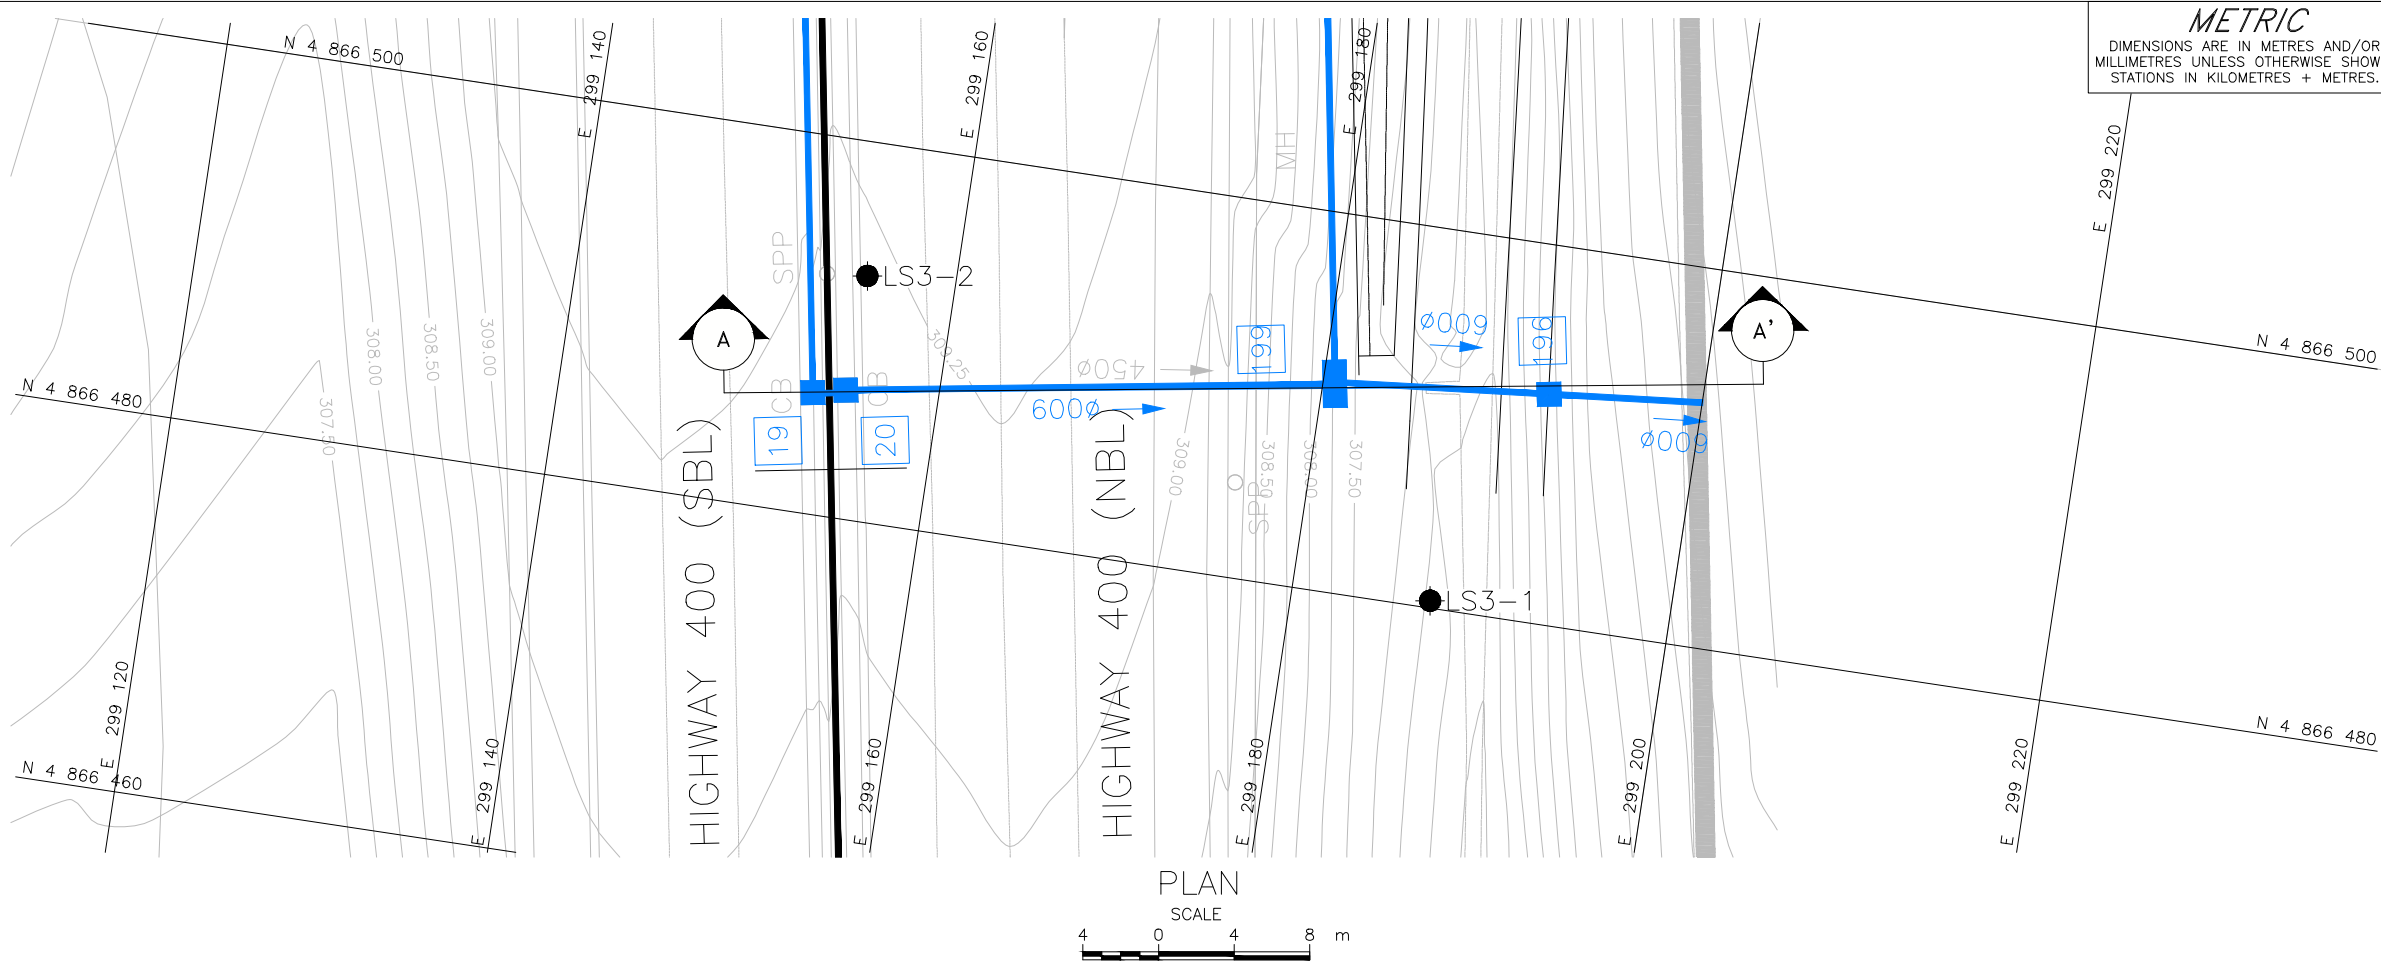 METRIC
DIMENSIONS ARE IN METRES AND/OR
MILLIMETRES UNLESS OTHERWISE SHOW
STATIONS IN KILOMETRES + METRES.
N 4 866 500
E 299 140
E 299 160
E 299 180
E 299 220
MH
SPP
LS3-2
A
A'
N 4 866 500
308.00
308.50
309.00
309.25
450ø
199
600ø
196
N 4 866 480
307.50
CB
CB
600ø
19
20
600ø
HIGHWAY 400 (SBL)
HIGHWAY 400 (NBL)
309.00
308.50
308.00
307.50
SPP
LS3-1
E 299 120
E 299 140
E 299 160
E 299 180
E 299 200
E 299 220
N 4 866 480
N 4 866 460
PLAN
SCALE
4 0 4 8 m